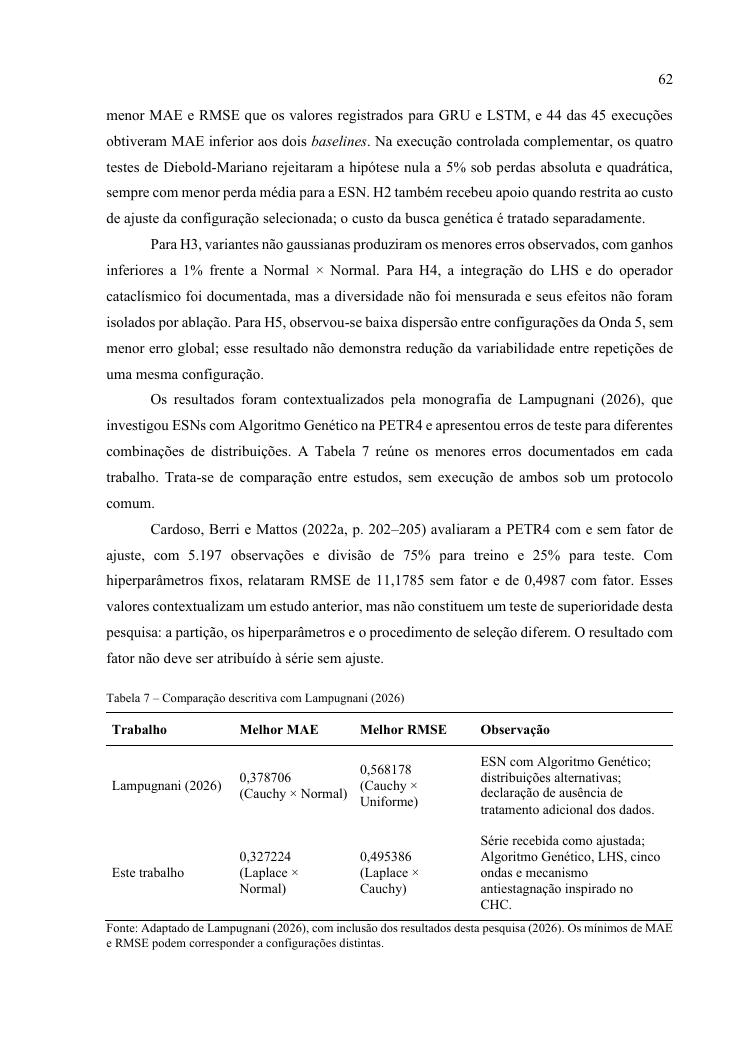 62
menor MAE e RMSE que os valores registrados para GRU e LSTM, e 44 das 45 execuções
obtiveram MAE inferior aos dois baselines. Na execução controlada complementar, os quatro
testes de Diebold-Mariano rejeitaram a hipótese nula a 5% sob perdas absoluta e quadrática,
sempre com menor perda média para a ESN. H2 também recebeu apoio quando restrita ao custo
de ajuste da configuração selecionada; o custo da busca genética é tratado separadamente.
Para H3, variantes não gaussianas produziram os menores erros observados, com ganhos
inferiores a 1% frente a Normal × Normal. Para H4, a integração do LHS e do operador
cataclísmico foi documentada, mas a diversidade não foi mensurada e seus efeitos não foram
isolados por ablação. Para H5, observou-se baixa dispersão entre configurações da Onda 5, sem
menor erro global; esse resultado não demonstra redução da variabilidade entre repetições de
uma mesma configuração.
Os resultados foram contextualizados pela monografia de Lampugnani (2026), que
investigou ESNs com Algoritmo Genético na PETR4 e apresentou erros de teste para diferentes
combinações de distribuições. A Tabela 7 reúne os menores erros documentados em cada
trabalho. Trata-se de comparação entre estudos, sem execução de ambos sob um protocolo
comum.
Cardoso, Berri e Mattos (2022a, p. 202–205) avaliaram a PETR4 com e sem fator de
ajuste, com 5.197 observações e divisão de 75% para treino e 25% para teste. Com
hiperparâmetros fixos, relataram RMSE de 11,1785 sem fator e de 0,4987 com fator. Esses
valores contextualizam um estudo anterior, mas não constituem um teste de superioridade desta
pesquisa: a partição, os hiperparâmetros e o procedimento de seleção diferem. O resultado com
fator não deve ser atribuído à série sem ajuste.
Tabela 7 – Comparação descritiva com Lampugnani (2026)
Trabalho Melhor MAE Melhor RMSE Observação
Lampugnani (2026)
0,378706
(Cauchy × Normal)
0,568178
(Cauchy ×
Uniforme)
ESN com Algoritmo Genético;
distribuições alternativas;
declaração de ausência de
tratamento adicional dos dados.
Este trabalho
0,327224
(Laplace ×
Normal)
0,495386
(Laplace ×
Cauchy)
Série recebida como ajustada;
Algoritmo Genético, LHS, cinco
ondas e mecanismo
antiestagnação inspirado no
CHC.
Fonte: Adaptado de Lampugnani (2026), com inclusão dos resultados desta pesquisa (2026). Os mínimos de MAE
e RMSE podem corresponder a configurações distintas.